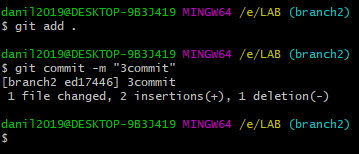 danil2019@DESKTOP-9B3J419 MINGW64 /e/LAB (branch2)
$ git add .
danil2019@DESKTOP-9B3J419 MINGW64 /e/LAB (branch2)
$ git commit -m "3commit"
[branch2 ed17446] 3commit
 1 file changed, 2 insertions(+), 1 deletion(-)
danil2019@DESKTOP-9B3J419 MINGW64 /e/LAB (branch2)
$